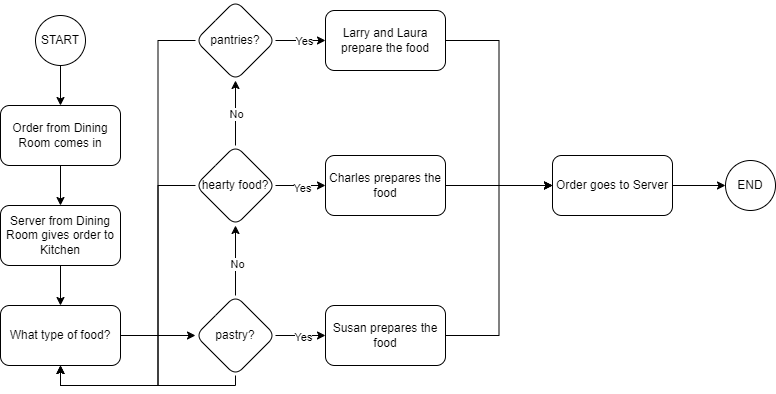 START
Order from Dining
Room comes in
Server from Dining
Room gives order to
Kitchen
What type of food?
pantries?
Yes
Larry and Laura
prepare the food
No
hearty food?
Yes
Charles prepares the
food
No
pastry?
Yes
Susan prepares the
food
Order goes to Server
END